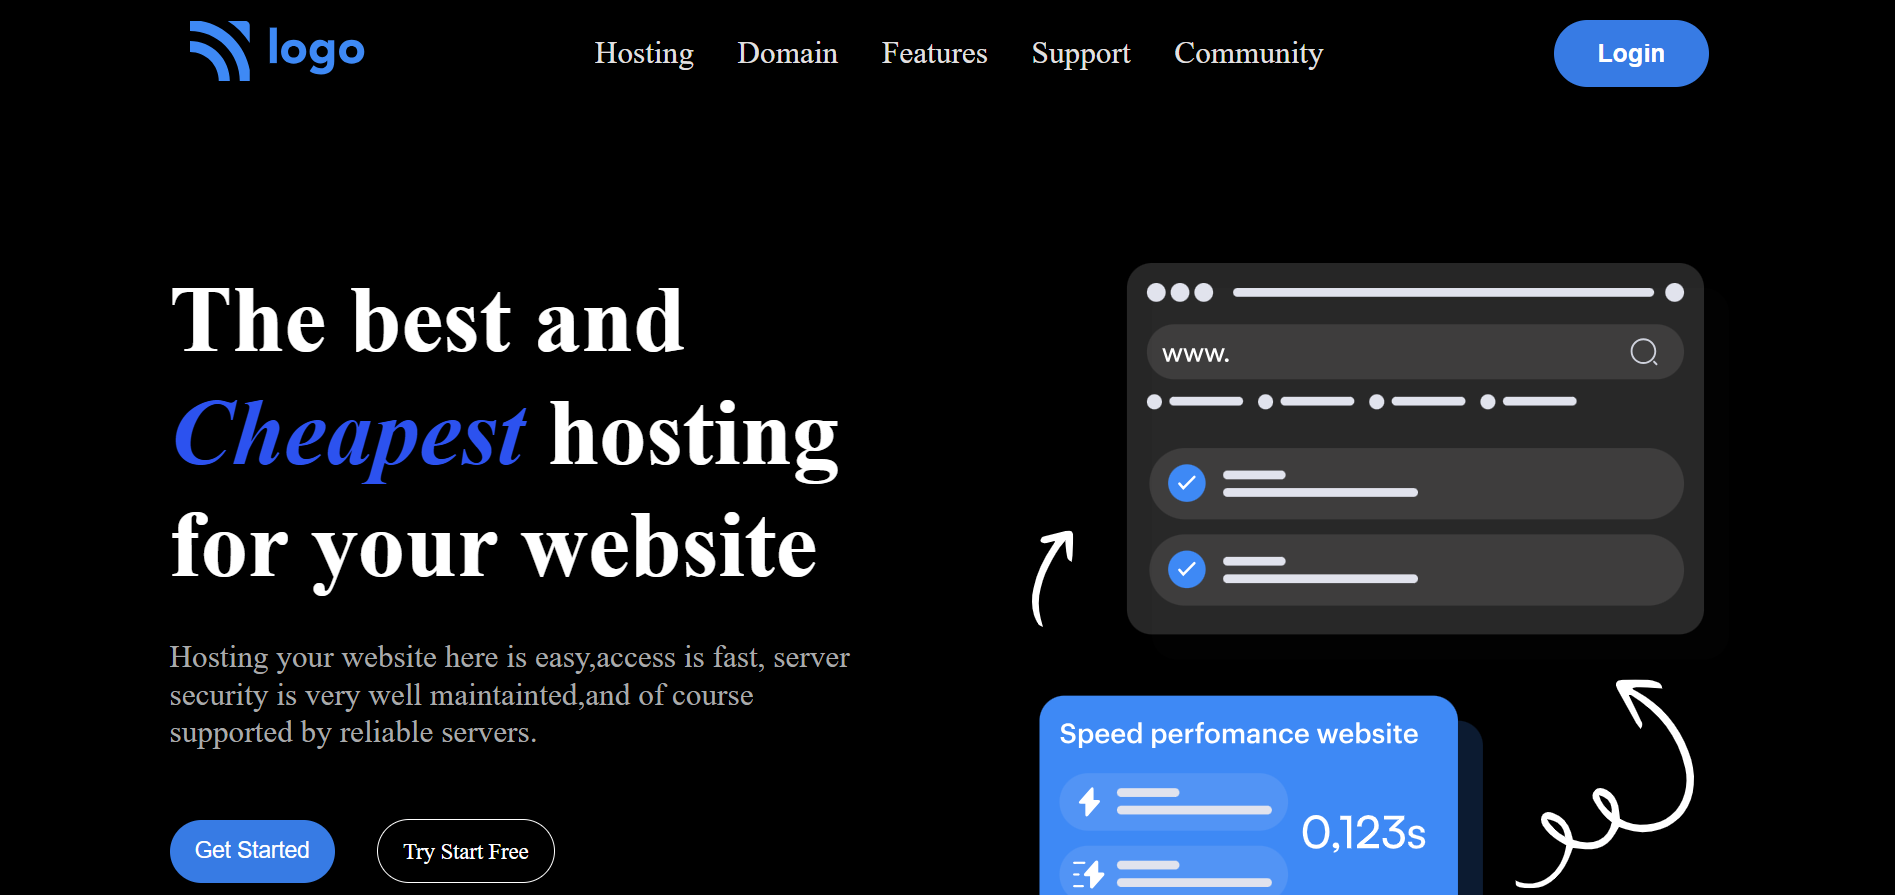 logo
Hosting Domain Features Support Community
Login
The best and
Cheapest hosting
for your website
Hosting your website here is easy,access is fast, server
security is very well maintainted,and of course
supported by reliable servers.
Get Started
Try Start Free
www.
Speed perfomance website
0,123s